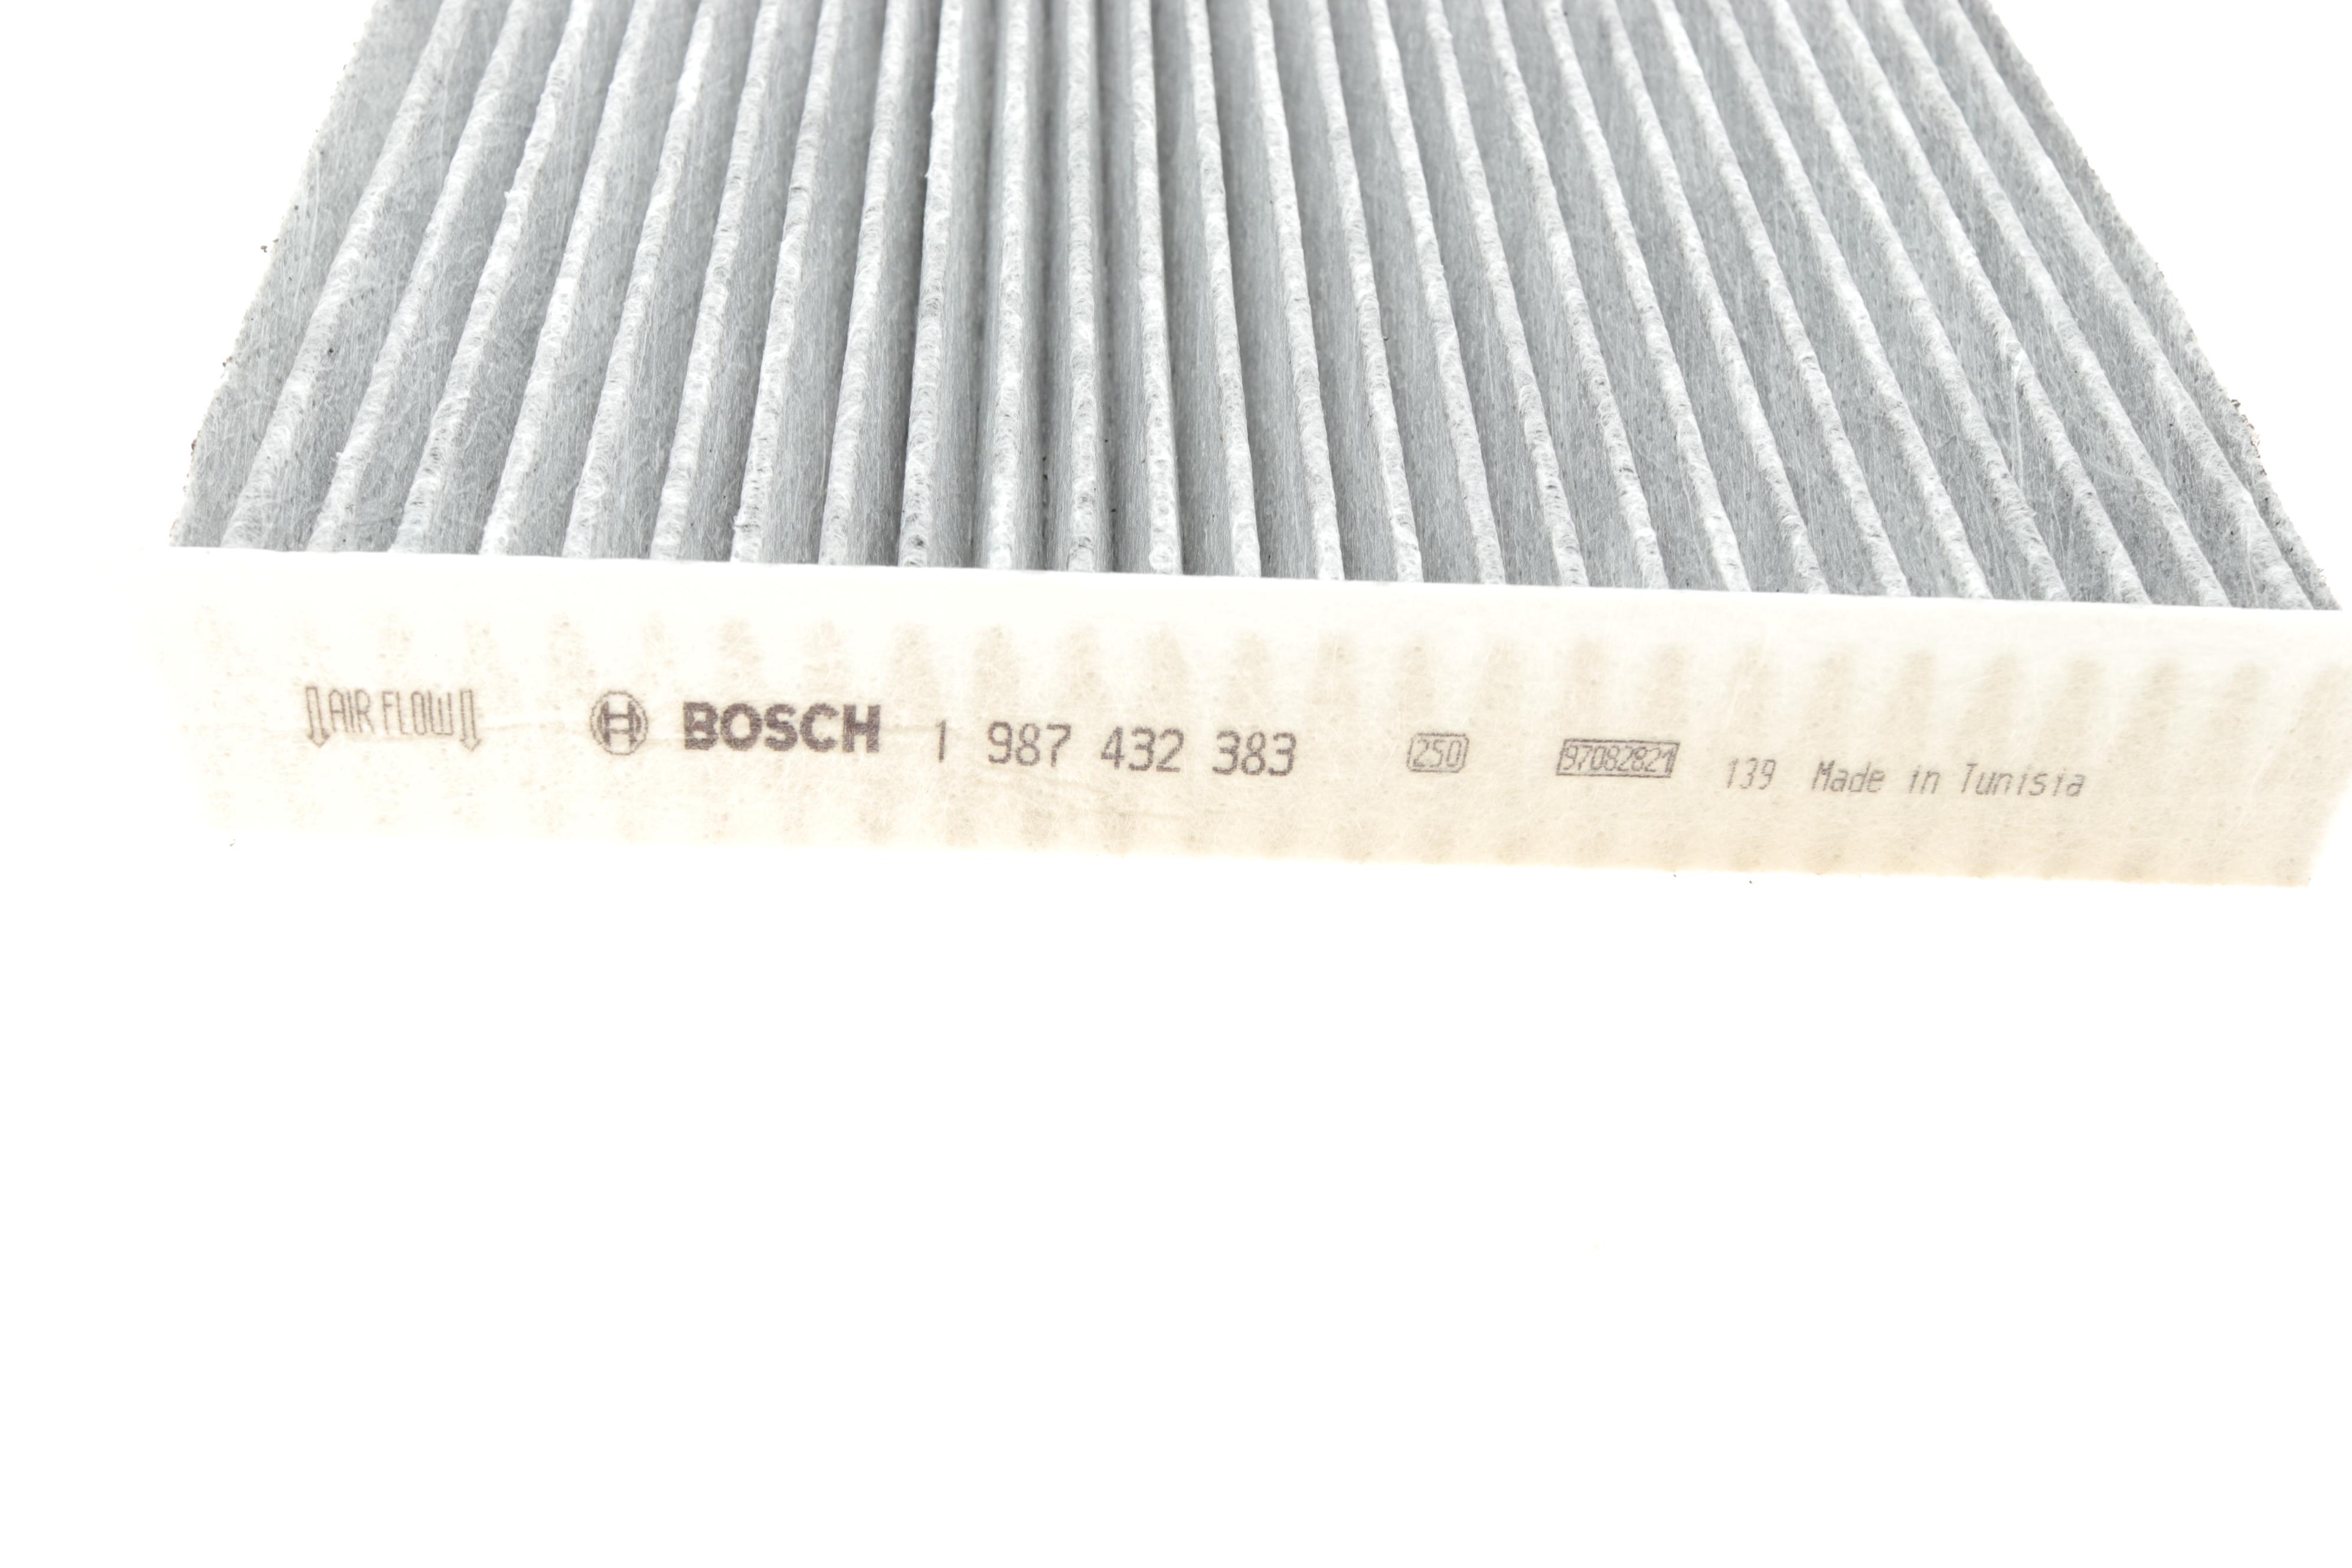 AIR FLOW BOSCH 1 987 432 383 250 97082821 139 Made in Tunisia